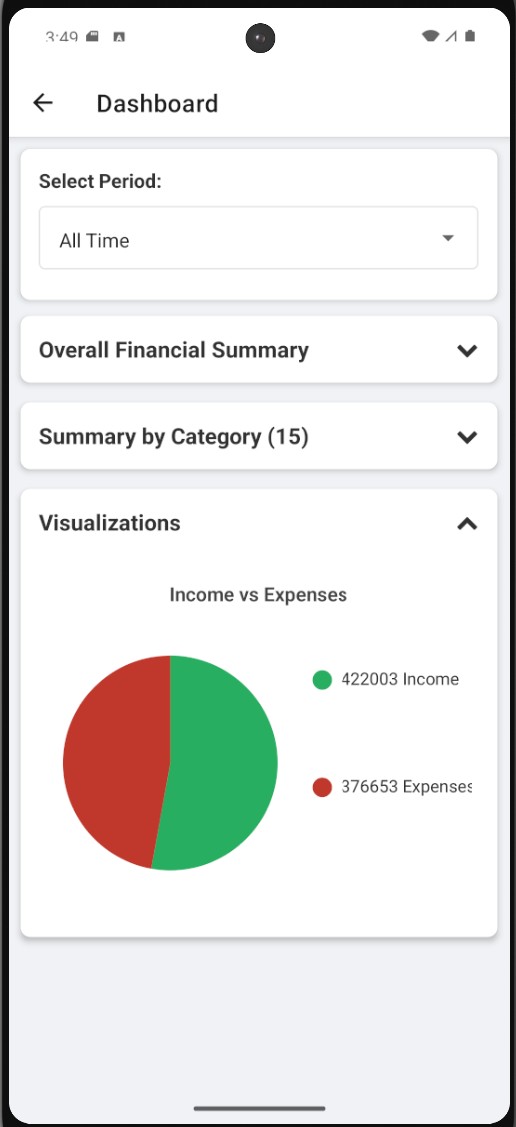 3:49
Dashboard
Select Period:
All Time
Overall Financial Summary
Summary by Category (15)
Visualizations
Income vs Expenses
422003 Income
376653 Expenses